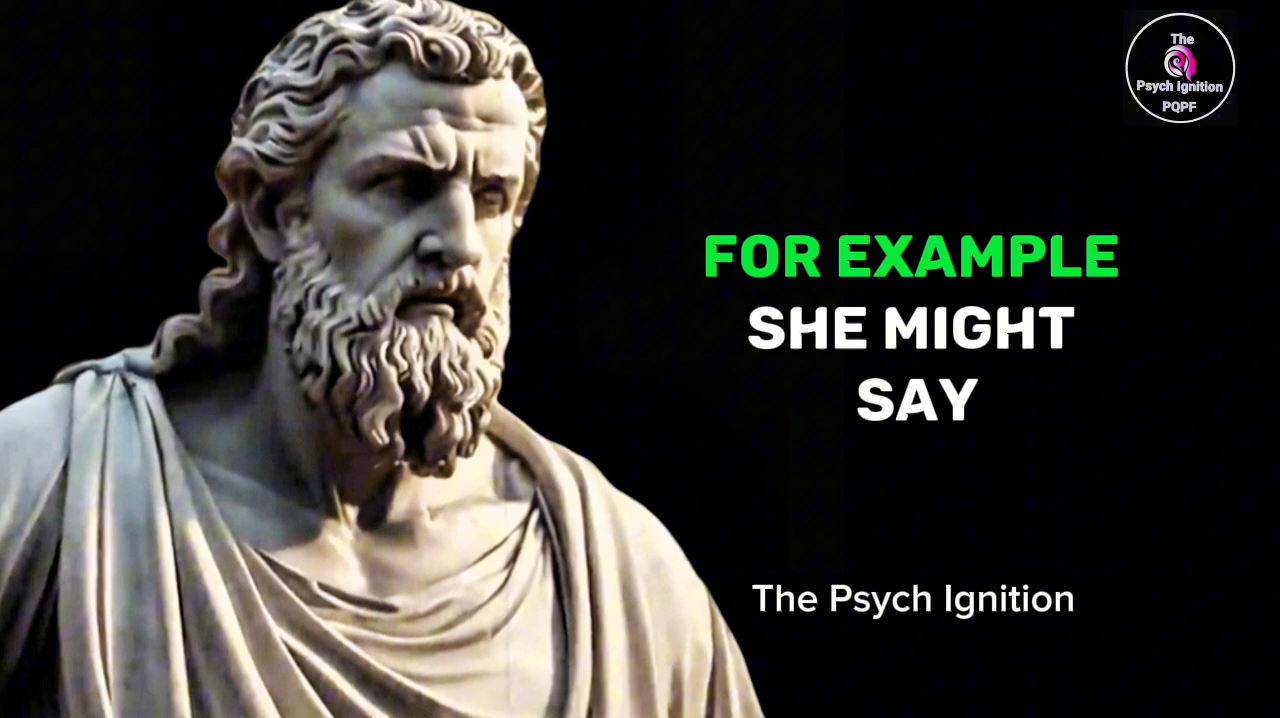 The
Psych Ignition
PQPF
FOR EXAMPLE
SHE MIGHT
SAY
The Psych Ignition